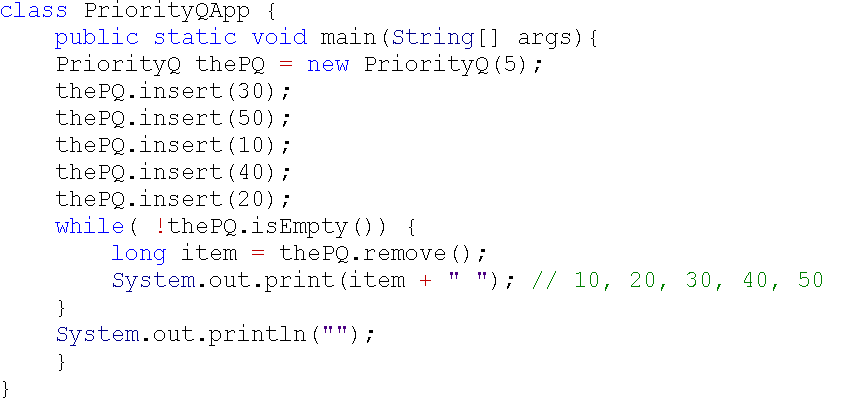 class PriorityQApp {
    public static void main(String[] args){
    PriorityQ thePQ = new PriorityQ(5);
    thePQ.insert(30);
    thePQ.insert(50);
    thePQ.insert(10);
    thePQ.insert(40);
    thePQ.insert(20);
    while( !thePQ.isEmpty()) {
        long item = thePQ.remove();
        System.out.print(item + " "); // 10, 20, 30, 40, 50
    }
    System.out.println("");
    }
}